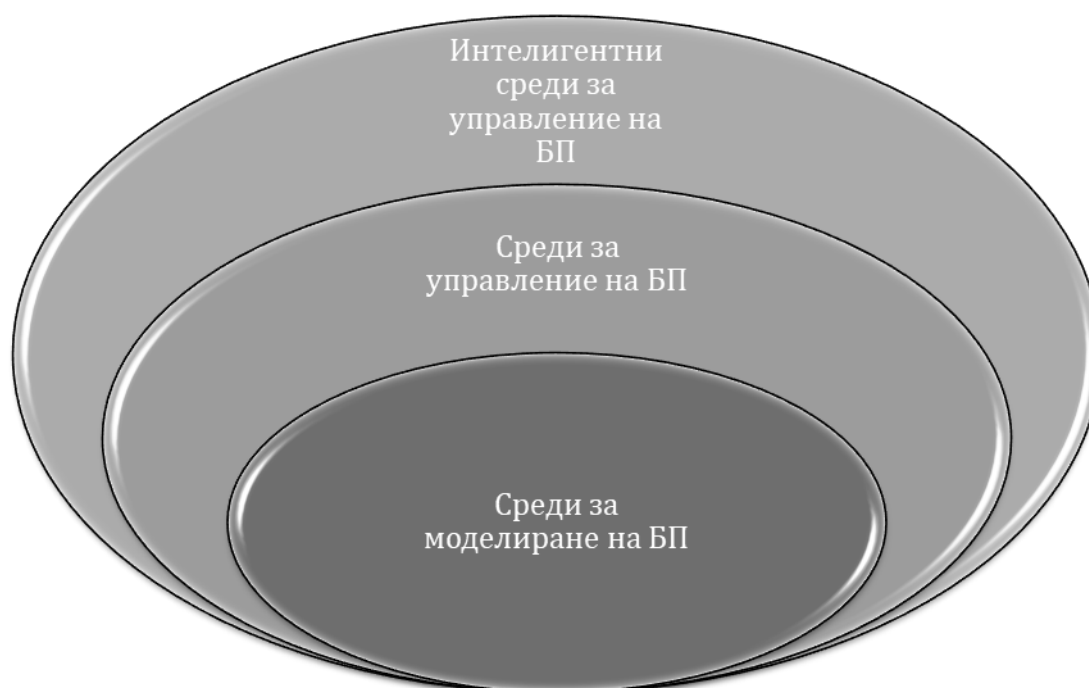 Интелигентни
среди за
управление на
БП
Среди за
управление на БП
Среди за
моделиране на БП